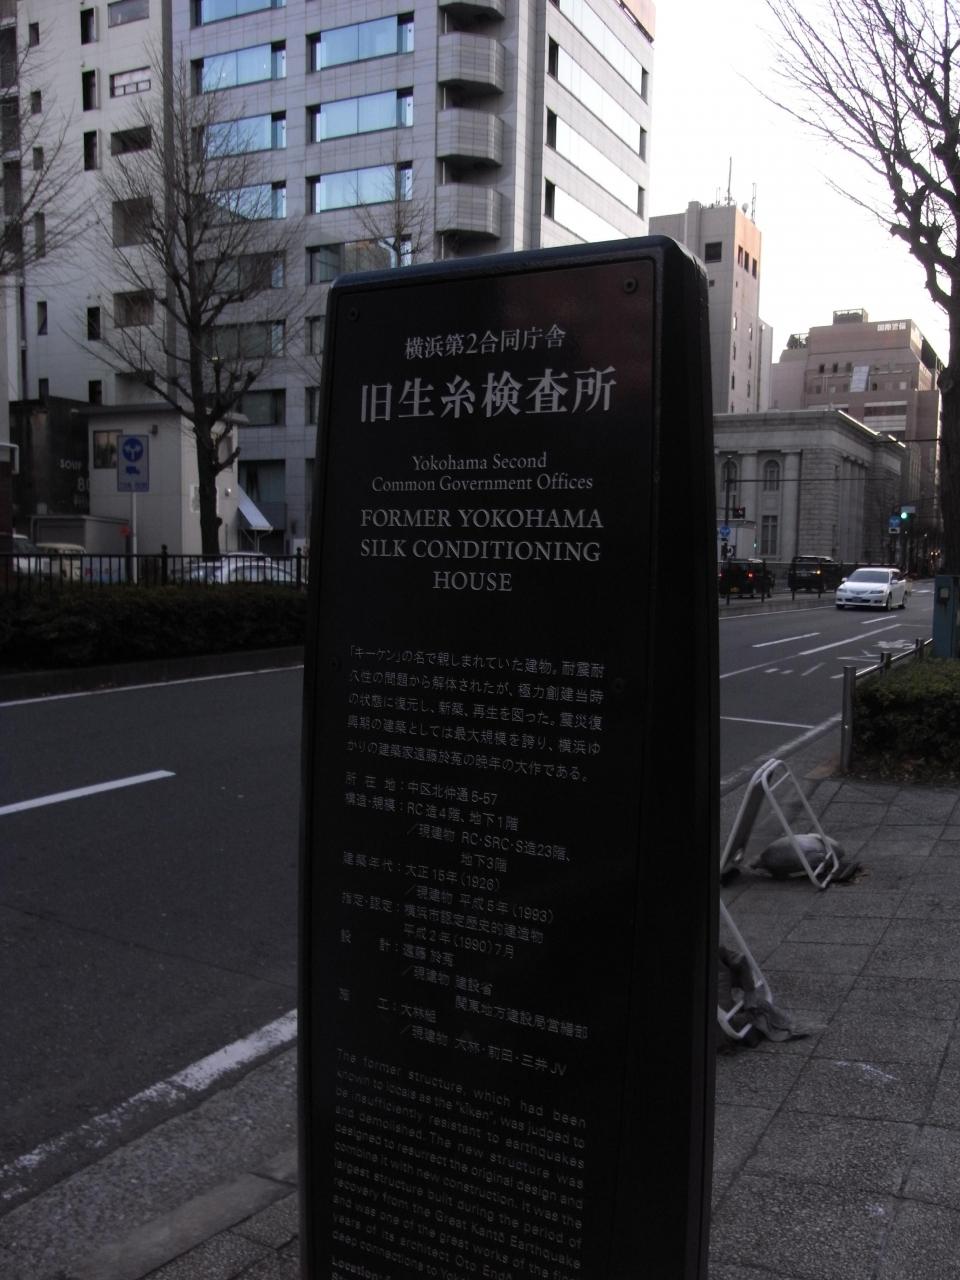 横浜第2合同庁舎
旧生糸検査所
Yokohama Second
Common Government Offices
FORMER YOKOHAMA
SILK CONDITIONING
HOUSE
「キーケン」の名で親しまれていた建物。耐震耐
久性の問題から解体されたが、極力創建当時
の状態に復元し、新築、再生を図った。震災復
興期の建築としては最大規模を誇り、横浜ゆ
かりの建築家遠藤於菟の晩年の大作である。
所在地：中区北仲通5-57
構造・規模：RC造4階、地下1階
／現建物 RC・SRC・S造23階、
地下3階
建築年代：大正15年（1926）
／現建物 平成5年（1993）
指定・認定：横浜市認定歴史的建造物
平成2年（1990）7月
設計：遠藤 於菟
／現建物 建設省
関東地方建設局営繕部
施工：大林組
／現建物 大林・前田・三井JV
The former structure, which had been
known to locals as the "kiken", was judged to
be insufficiently resistant to earthquakes
and demolished. The new structure was
designed to resurrect the original design and
combine it with new construction. It was the
largest structure built during the period of
recovery from the Great Kantō Earthquake
and was one of the great works of the
years of its architect Oto Endō
deep connections to
SOUP
国際警備